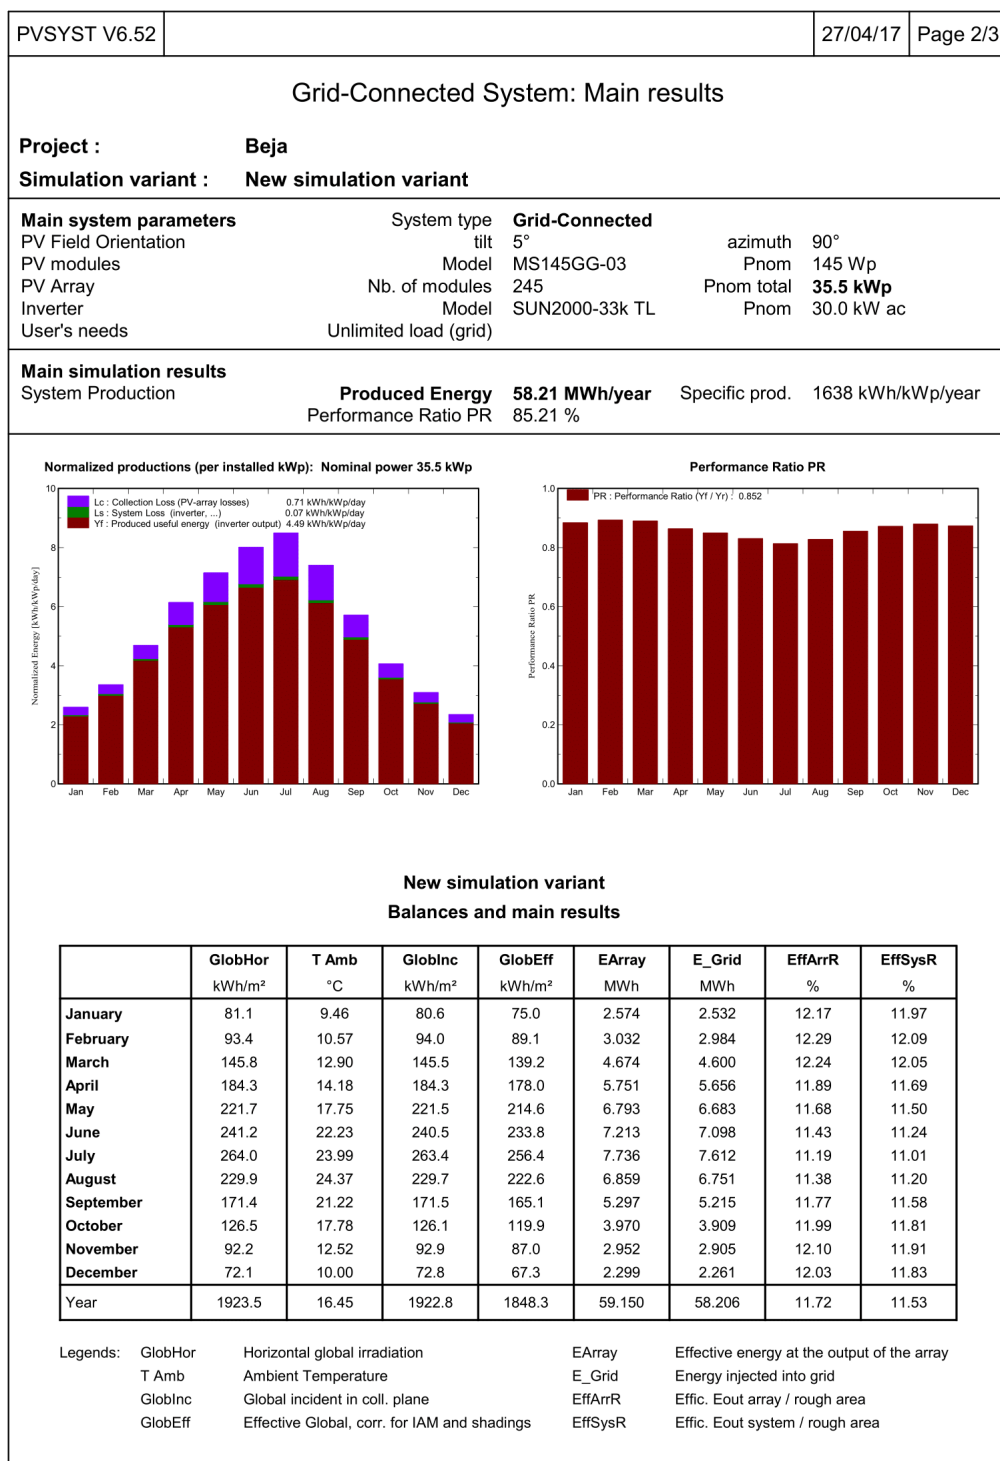 PVSYST V6.52 27/04/17 Page 2/3
Grid-Connected System: Main results
Project : Beja
Simulation variant : New simulation variant
Main system parameters System type Grid-Connected
PV Field Orientation tilt 5° azimuth 90°
PV modules Model MS145GG-03 Pnom 145 Wp
PV Array Nb. of modules 245 Pnom total 35.5 kWp
Inverter Model SUN2000-33k TL Pnom 30.0 kW ac
User's needs Unlimited load (grid)
Main simulation results
System Production Produced Energy 58.21 MWh/year Specific prod. 1638 kWh/kWp/year
Performance Ratio PR 85.21 %
Normalized productions (per installed kWp): Nominal power 35.5 kWp
Lc : Collection Loss (PV-array losses) 0.71 kWh/kWp/day
Ls : System Loss (inverter, ...) 0.07 kWh/kWp/day
Yf : Produced useful energy (inverter output) 4.49 kWh/kWp/day
Normalized Energy [kWh/kWp/day]
10
8
6
4
2
0
Jan Feb Mar Apr May Jun Jul Aug Sep Oct Nov Dec
Performance Ratio PR
PR : Performance Ratio (Yf / Yr) : 0.852
Performance Ratio PR
1.0
0.8
0.6
0.4
0.2
0.0
Jan Feb Mar Apr May Jun Jul Aug Sep Oct Nov Dec
New simulation variant
Balances and main results
GlobHor T Amb GlobInc GlobEff EArray E_Grid EffArrR EffSysR
kWh/m² °C kWh/m² kWh/m² MWh MWh % %
January 81.1 9.46 80.6 75.0 2.574 2.532 12.17 11.97
February 93.4 10.57 94.0 89.1 3.032 2.984 12.29 12.09
March 145.8 12.90 145.5 139.2 4.674 4.600 12.24 12.05
April 184.3 14.18 184.3 178.0 5.751 5.656 11.89 11.69
May 221.7 17.75 221.5 214.6 6.793 6.683 11.68 11.50
June 241.2 22.23 240.5 233.8 7.213 7.098 11.43 11.24
July 264.0 23.99 263.4 256.4 7.736 7.612 11.19 11.01
August 229.9 24.37 229.7 222.6 6.859 6.751 11.38 11.20
September 171.4 21.22 171.5 165.1 5.297 5.215 11.77 11.58
October 126.5 17.78 126.1 119.9 3.970 3.909 11.99 11.81
November 92.2 12.52 92.9 87.0 2.952 2.905 12.10 11.91
December 72.1 10.00 72.8 67.3 2.299 2.261 12.03 11.83
Year 1923.5 16.45 1922.8 1848.3 59.150 58.206 11.72 11.53
Legends: GlobHor Horizontal global irradiation EArray Effective energy at the output of the array
T Amb Ambient Temperature E_Grid Energy injected into grid
GlobInc Global incident in coll. plane EffArrR Effic. Eout array / rough area
GlobEff Effective Global, corr. for IAM and shadings EffSysR Effic. Eout system / rough area